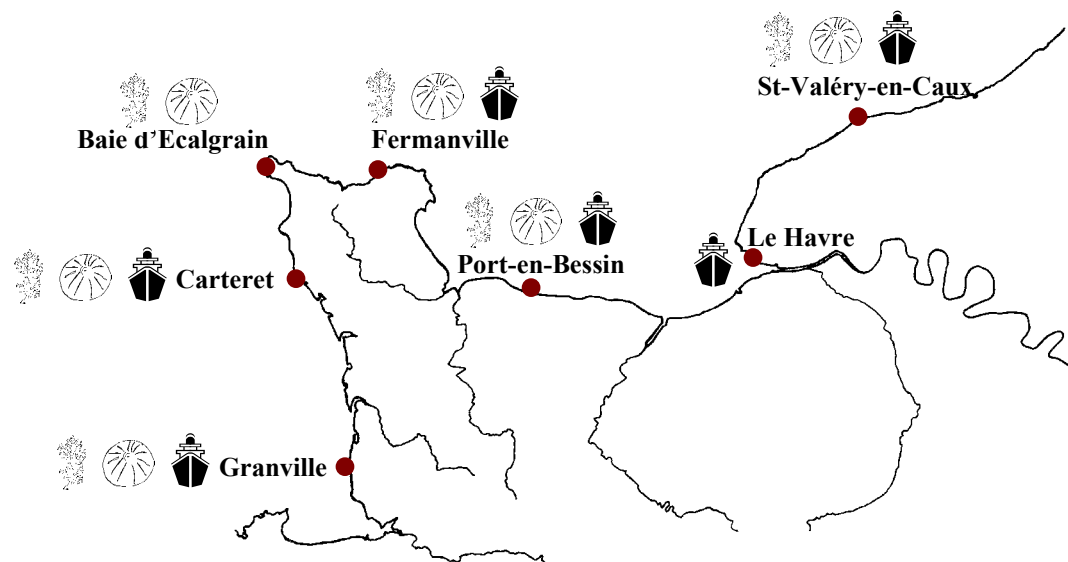 St-Valéry-en-Caux
Baie d’Ecalgrain
Fermanville
Le Havre
Port-en-Bessin
Carteret
Granville